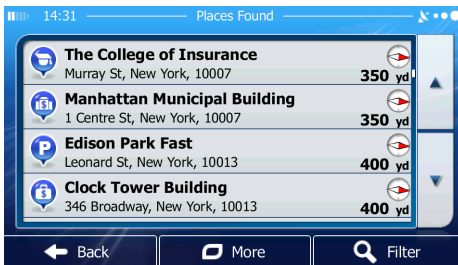 14:31
Places Found
The College of Insurance
Murray St, New York, 10007
350 yd
Manhattan Municipal Building
1 Centre St, New York, 10007
350 yd
Edison Park Fast
Leonard St, New York, 10013
400 yd
Clock Tower Building
346 Broadway, New York, 10013
400 yd
Back
More
Filter